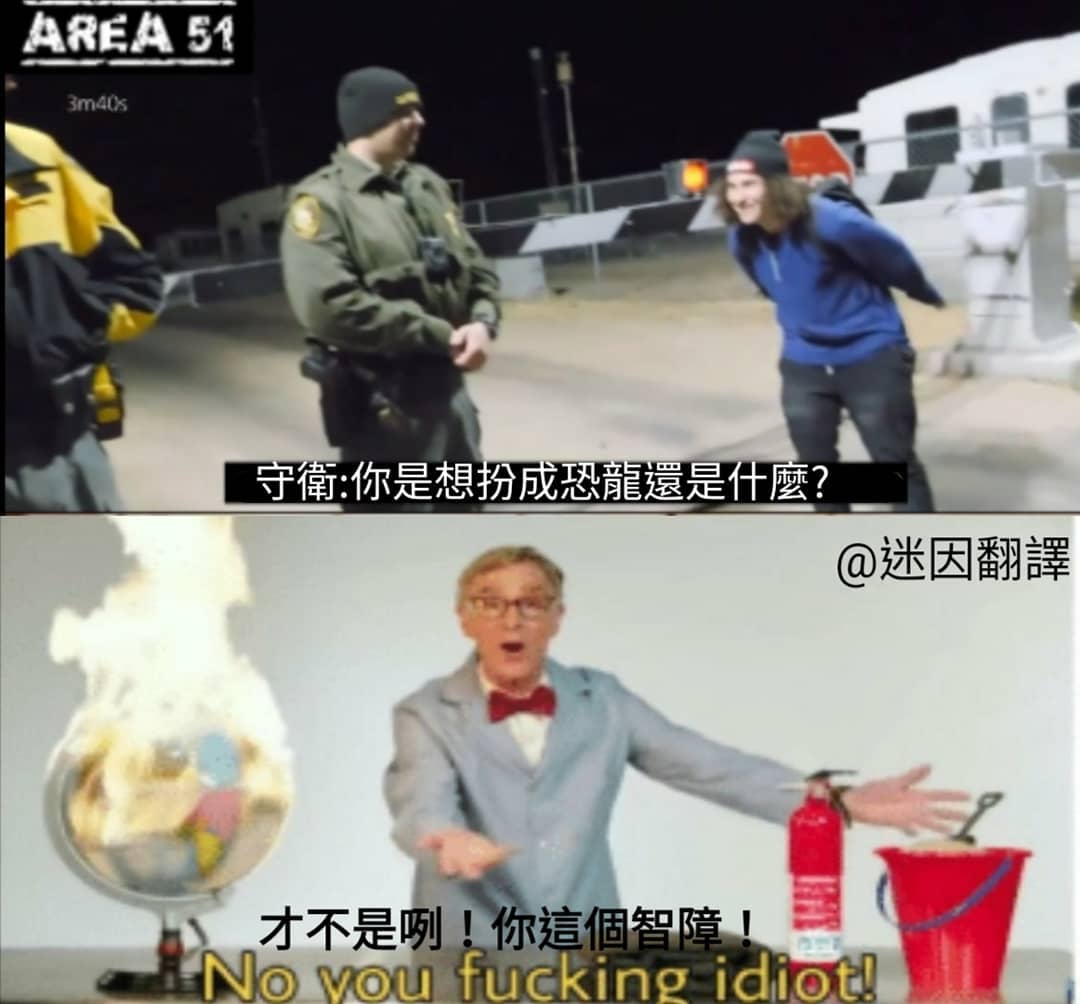 AREA 51
3m40s
守衛:你是想扮成恐龍還是什麼?
@迷因翻譯
才不是咧！你這個智障！
No you fucking idiot!